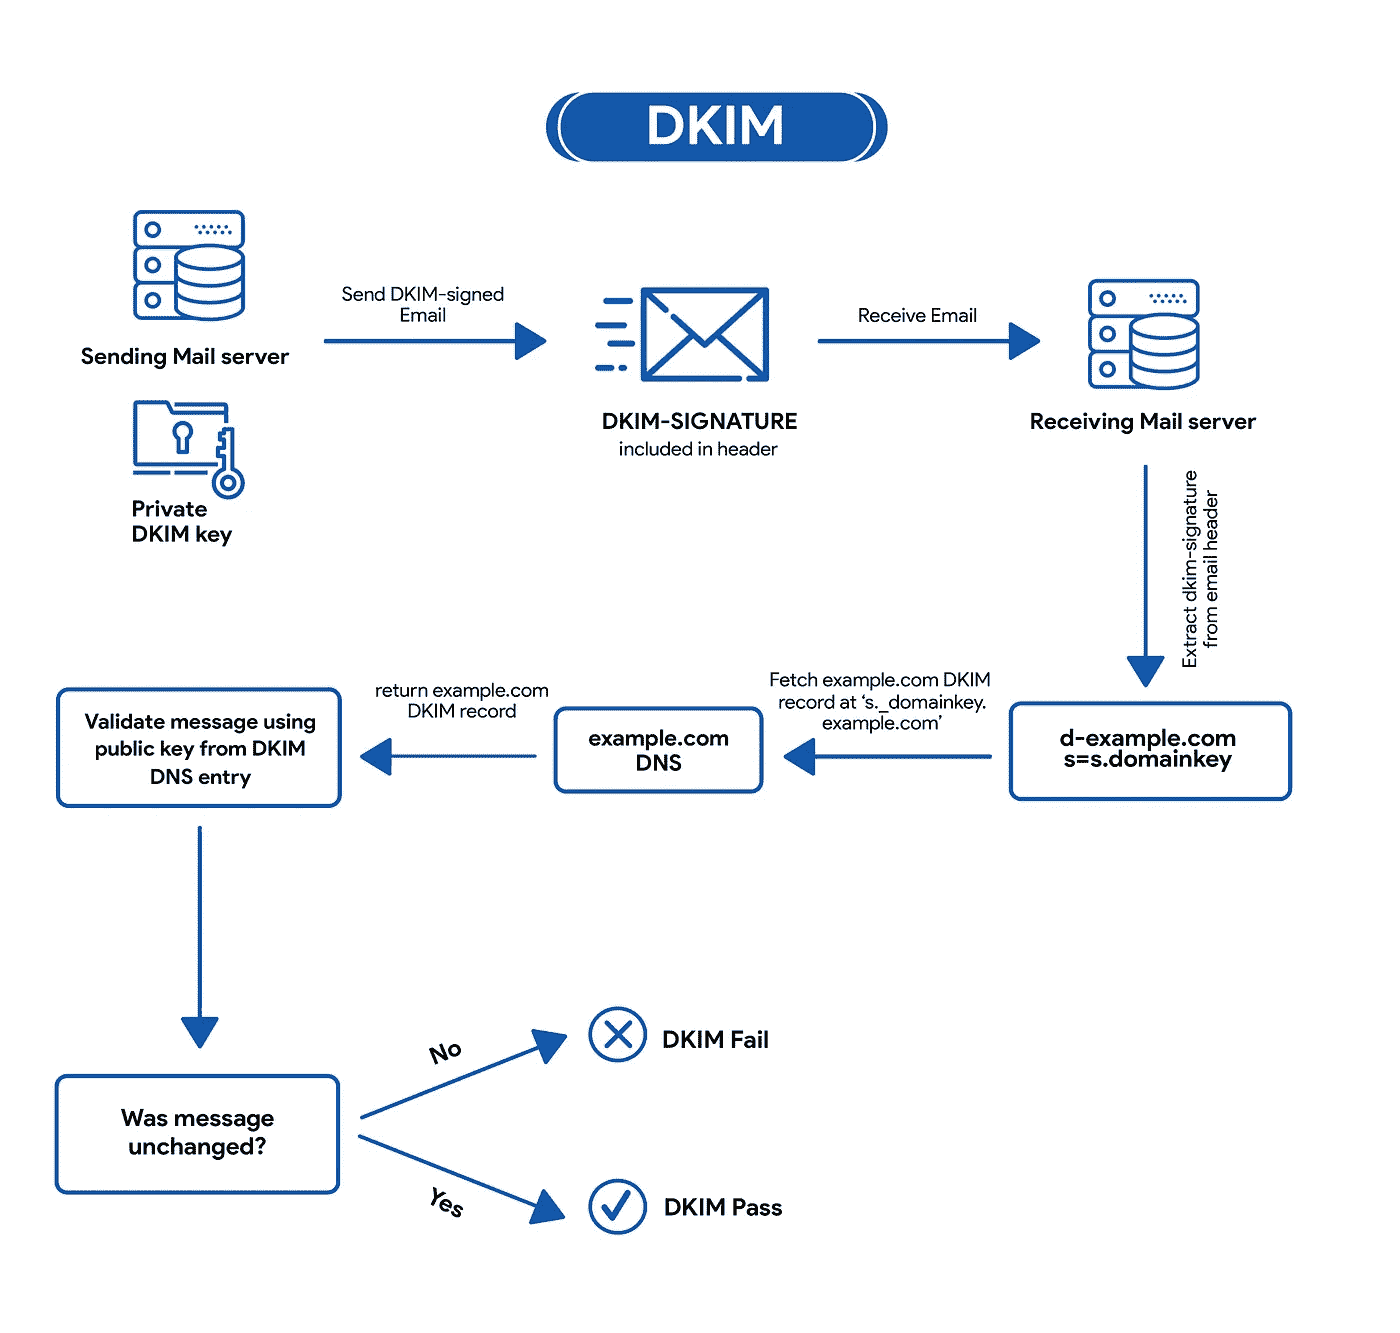 DKIM
Send DKIM-signed
Email
Receive Email
Sending Mail server
DKIM-SIGNATURE
included in header
Receiving Mail server
Private
DKIM key
Extract dkim-signature
from email header
d-example.com
s=s.domainkey
Fetch example.com DKIM
record at ‘s._domainkey.
example.com’
example.com
DNS
return example.com
DKIM record
Validate message using
public key from DKIM
DNS entry
Was message
unchanged?
No
DKIM Fail
Yes
DKIM Pass